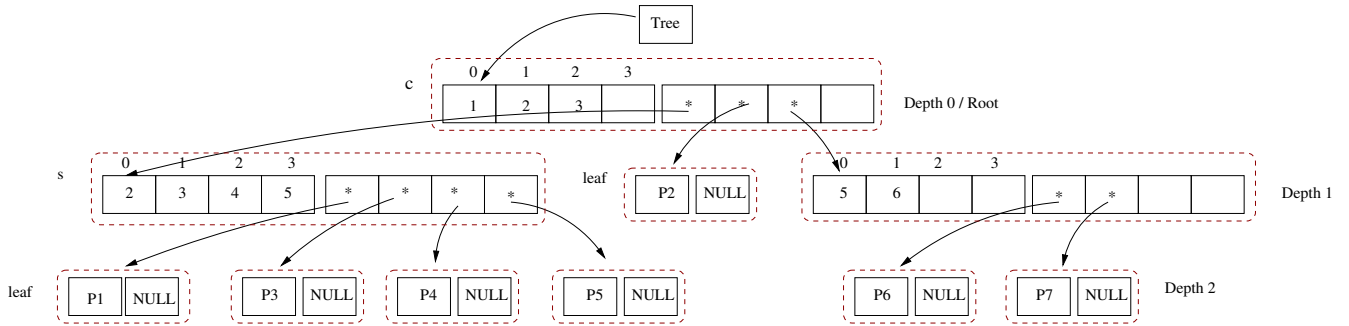 Tree
0 1 2 3
c
1 2 3 * * *
Depth 0 / Root
0 1 2 3
s
2 3 4 5 * * * *
leaf
P2 NULL
0 1 2 3
5 6 * *
Depth 1
leaf
P1 NULL
P3 NULL
P4 NULL
P5 NULL
P6 NULL
P7 NULL
Depth 2